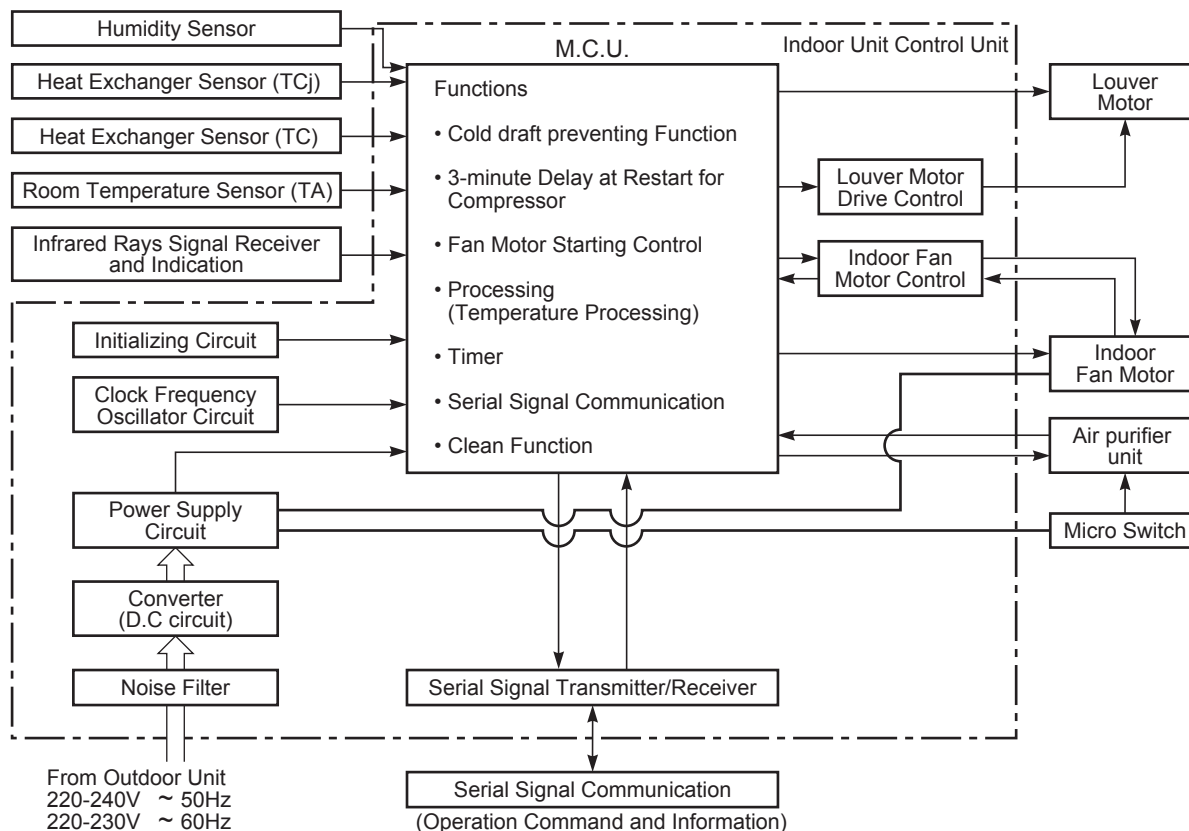 Humidity Sensor
Heat Exchanger Sensor (TCj)
Heat Exchanger Sensor (TC)
Room Temperature Sensor (TA)
Infrared Rays Signal Receiver
and Indication
Initializing Circuit
Clock Frequency
Oscillator Circuit
Power Supply
Circuit
Converter
(D.C circuit)
Noise Filter
From Outdoor Unit
220-240V ~ 50Hz
220-230V ~ 60Hz
M.C.U.
Indoor Unit Control Unit
Functions
• Cold draft preventing Function
• 3-minute Delay at Restart for
Compressor
• Fan Motor Starting Control
• Processing
(Temperature Processing)
• Timer
• Serial Signal Communication
• Clean Function
Serial Signal Transmitter/Receiver
Serial Signal Communication
(Operation Command and Information)
Louver Motor
Drive Control
Indoor Fan
Motor Control
Louver
Motor
Indoor
Fan Motor
Air purifier
unit
Micro Switch